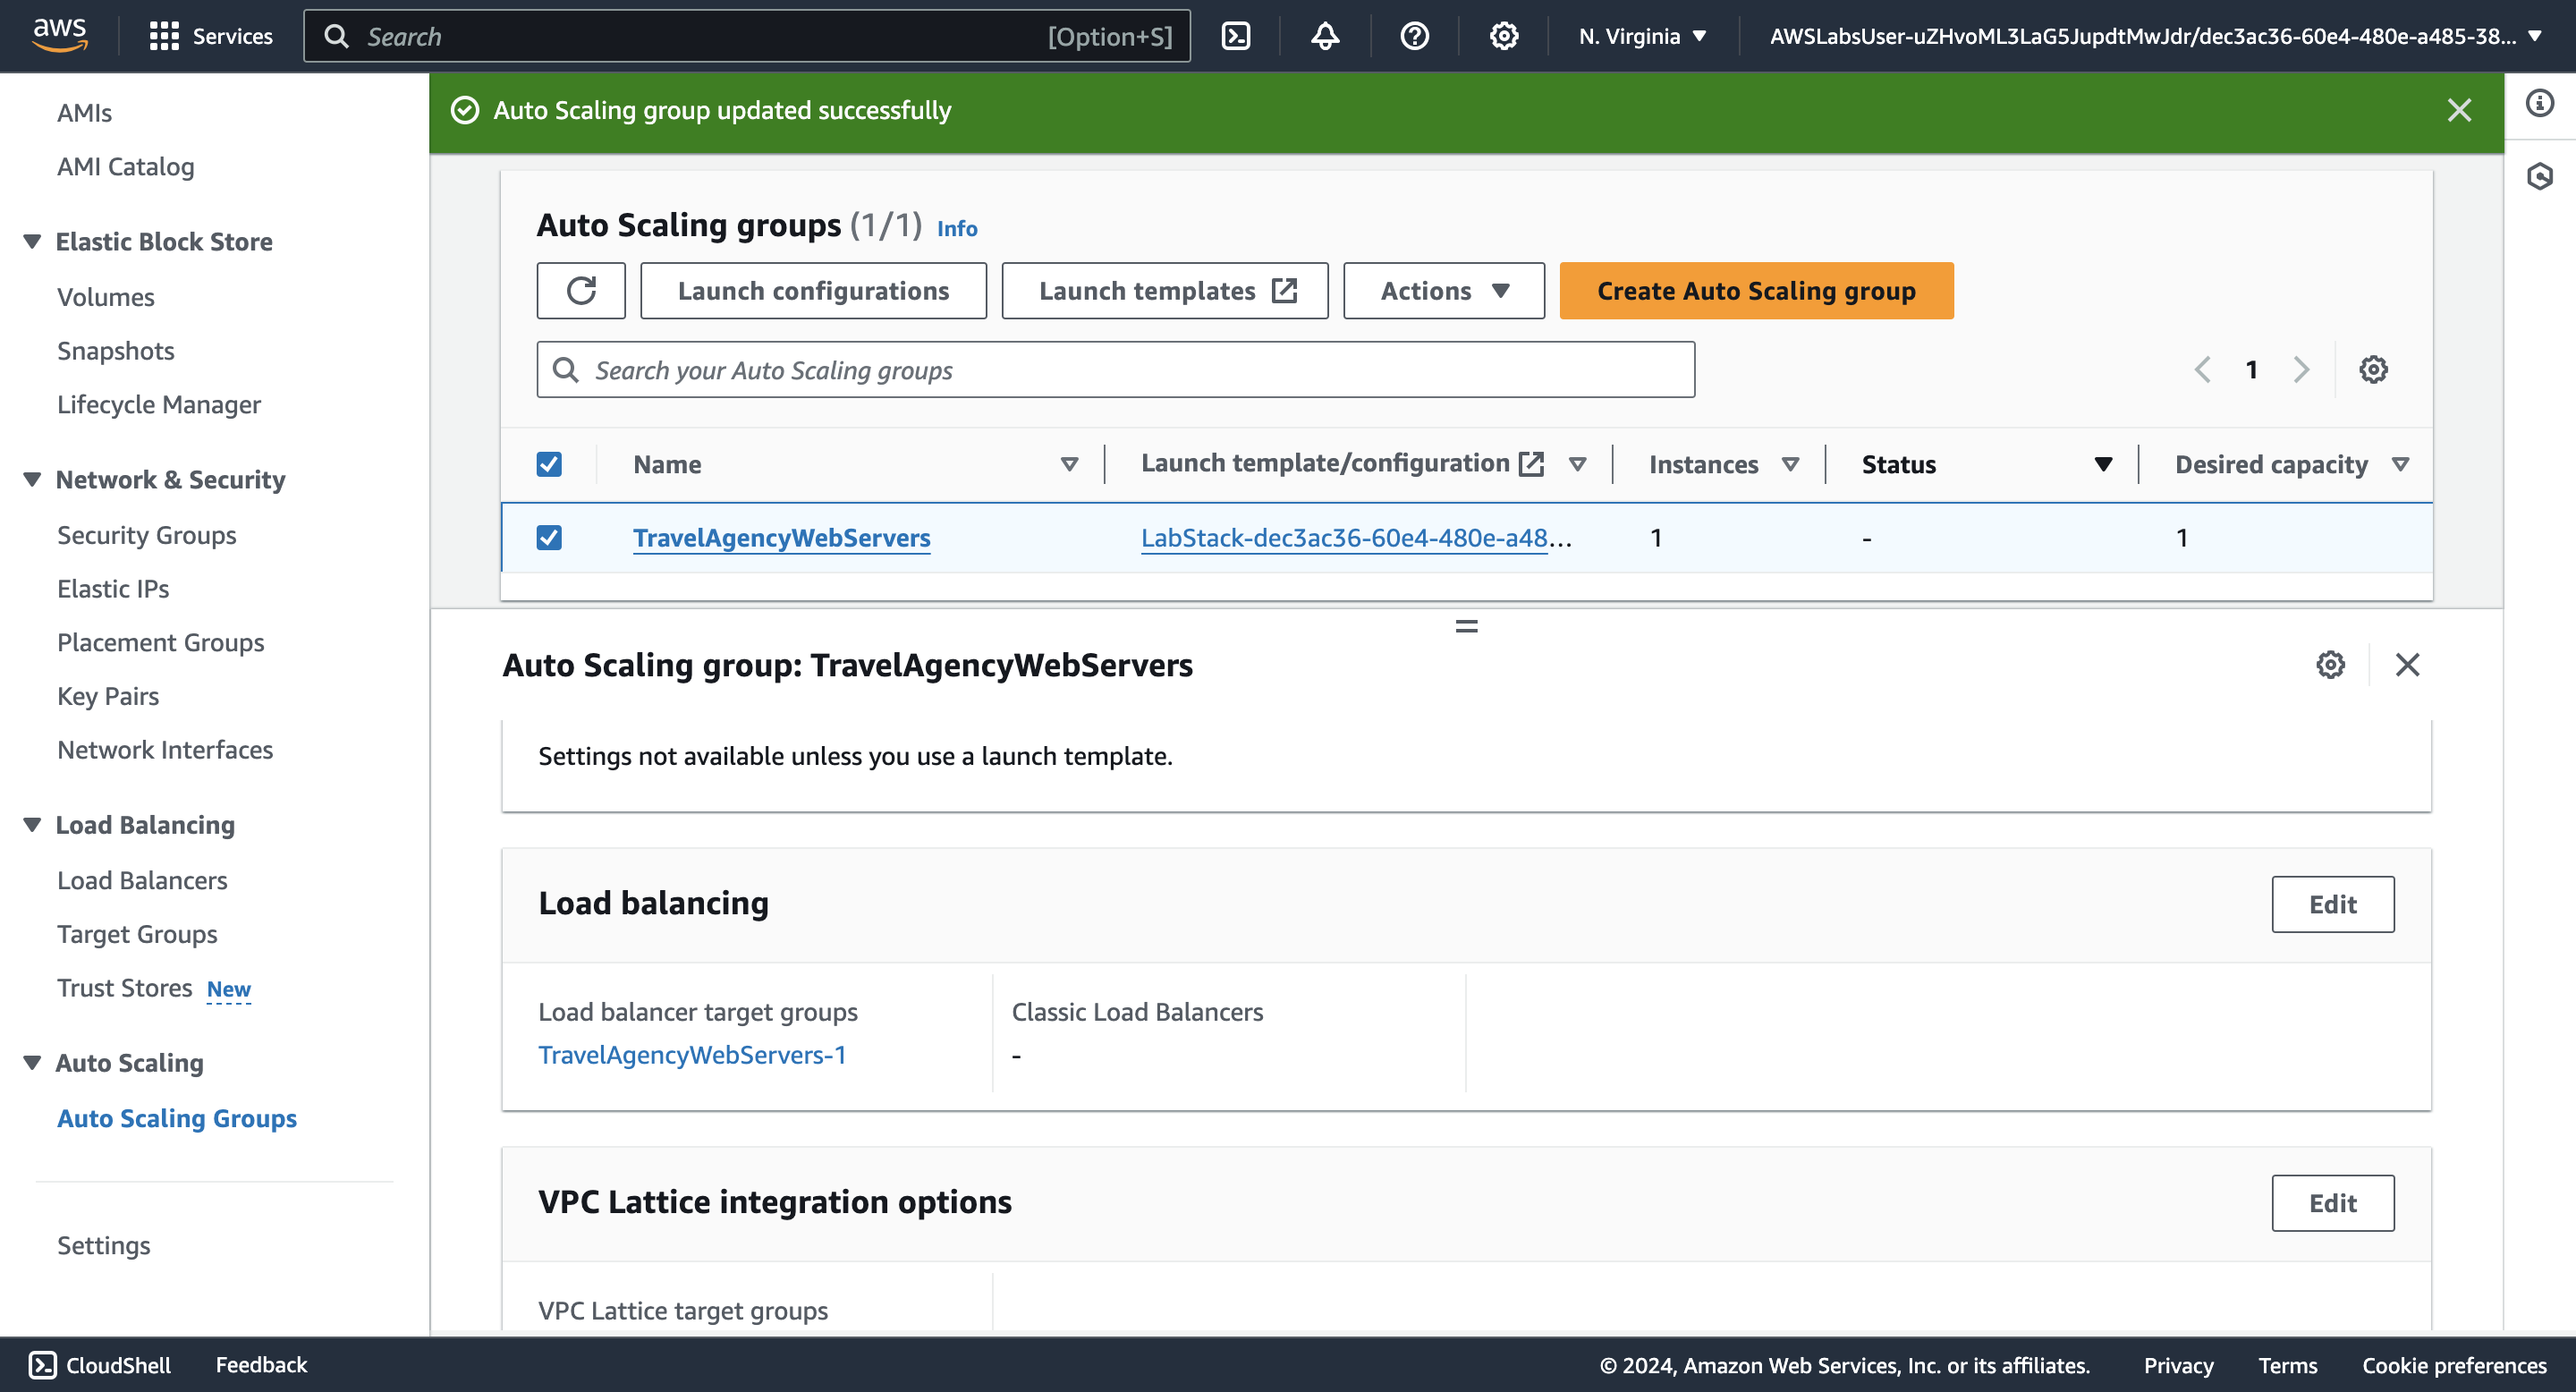 aws
Services
Search
[Option+S]
N. Virginia
AWSLabsUser-uZHvoML3LaG5JupdtMwJdr/dec3ac36-60e4-480e-a485-38...
AMIs
AMI Catalog
Elastic Block Store
Volumes
Snapshots
Lifecycle Manager
Network & Security
Security Groups
Elastic IPs
Placement Groups
Key Pairs
Network Interfaces
Load Balancing
Load Balancers
Target Groups
Trust Stores New
Auto Scaling
Auto Scaling Groups
Settings
Auto Scaling group updated successfully
Auto Scaling groups (1/1) Info
Launch configurations
Launch templates
Actions
Create Auto Scaling group
Search your Auto Scaling groups
1
Name
Launch template/configuration
Instances
Status
Desired capacity
TravelAgencyWebServers
LabStack-dec3ac36-60e4-480e-a48...
1
-
1
Auto Scaling group: TravelAgencyWebServers
Settings not available unless you use a launch template.
Load balancing
Edit
Load balancer target groups
TravelAgencyWebServers-1
Classic Load Balancers
-
VPC Lattice integration options
Edit
VPC Lattice target groups
CloudShell
Feedback
© 2024, Amazon Web Services, Inc. or its affiliates.
Privacy
Terms
Cookie preferences